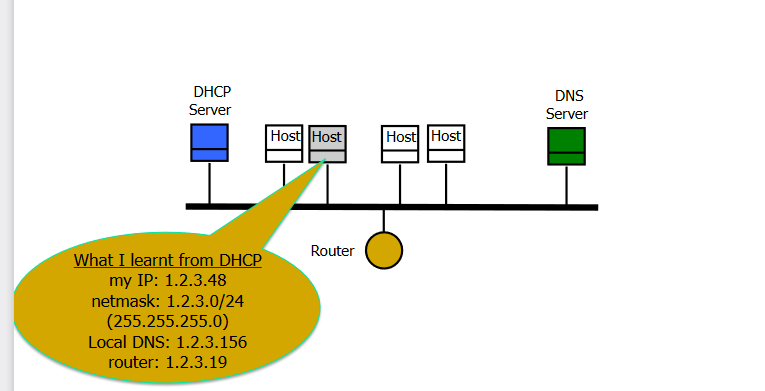 DHCP
Server
DNS
Server
Host
Host
Host
Host
Router
What I learnt from DHCP
my IP: 1.2.3.48
netmask: 1.2.3.0/24
(255.255.255.0)
Local DNS: 1.2.3.156
router: 1.2.3.19